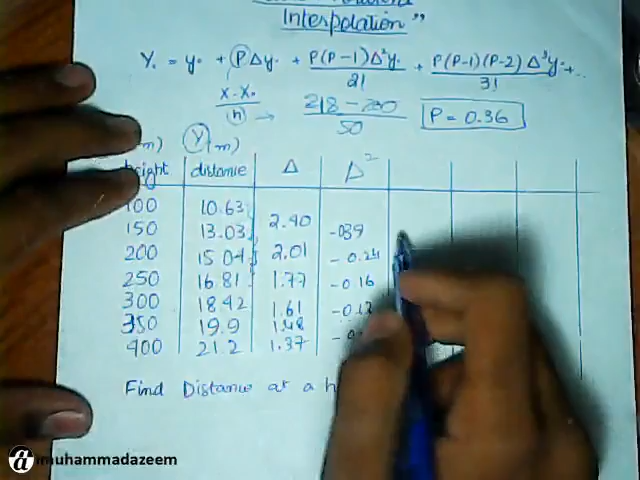 Interpolation"
Y. = y. + P Δy. + P(P-1)Δ²y. / 2! + P(P-1)(P-2) Δ³y. / 3! + ..
X-X. / h → 218-200 / 50 P = 0.36
m) Y (m)
height distance Δ Δ²
100 10.63
2.40
150 13.03 -039
200 15.04 2.01 - 0.24
250 16.81 1.77 -0.16
300 18.42 1.61
350 19.9 1.48
400 21.2 1.37
Find Distance at a h
a muhammadazeem